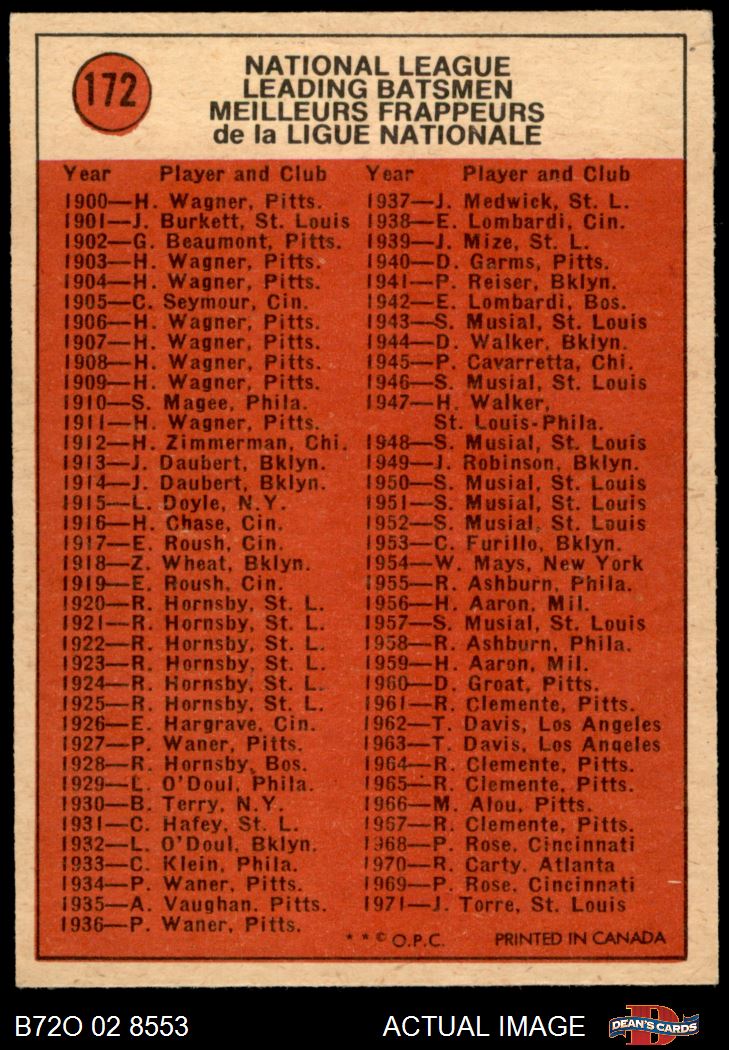 172
NATIONAL LEAGUE
LEADING BATSMEN
MEILLEURS FRAPPEURS
de la LIGUE NATIONALE
Year Player and Club
1900—H. Wagner, Pitts.
1901—J. Burkett, St. Louis
1902—G. Beaumont, Pitts.
1903—H. Wagner, Pitts.
1904—H. Wagner, Pitts.
1905—C. Seymour, Cin.
1906—H. Wagner, Pitts.
1907—H. Wagner, Pitts.
1908—H. Wagner, Pitts.
1909—H. Wagner, Pitts.
1910—S. Magee, Phila.
1911—H. Wagner, Pitts.
1912—H. Zimmerman, Chi.
1913—J. Daubert, Bklyn.
1914—J. Daubert, Bklyn.
1915—L. Doyle, N.Y.
1916—H. Chase, Cin.
1917—E. Roush, Cin.
1918—Z. Wheat, Bklyn.
1919—E. Roush, Cin.
1920—R. Hornsby, St. L.
1921—R. Hornsby, St. L.
1922—R. Hornsby, St. L.
1923—R. Hornsby, St. L.
1924—R. Hornsby, St. L.
1925—R. Hornsby, St. L.
1926—E. Hargrave, Cin.
1927—P. Waner, Pitts.
1928—R. Hornsby, Bos.
1929—L. O'Doul, Phila.
1930—B. Terry, N.Y.
1931—C. Hafey, St. L.
1932—L. O'Doul, Bklyn.
1933—C. Klein, Phila.
1934—P. Waner, Pitts.
1935—A. Vaughan, Pitts.
1936—P. Waner, Pitts.
Year Player and Club
1937—J. Medwick, St. L.
1938—E. Lombardi, Cin.
1939—J. Mize, St. L.
1940—D. Garms, Pitts.
1941—P. Reiser, Bklyn.
1942—E. Lombardi, Bos.
1943—S. Musial, St. Louis
1944—D. Walker, Bklyn.
1945—P. Cavarretta, Chi.
1946—S. Musial, St. Louis
1947—H. Walker,
St. Louis-Phila.
1948—S. Musial, St. Louis
1949—J. Robinson, Bklyn.
1950—S. Musial, St. Louis
1951—S. Musial, St. Louis
1952—S. Musial, St. Louis
1953—C. Furillo, Bklyn.
1954—W. Mays, New York
1955—R. Ashburn, Phila.
1956—H. Aaron, Mil.
1957—S. Musial, St. Louis
1958—R. Ashburn, Phila.
1959—H. Aaron, Mil.
1960—D. Groat, Pitts.
1961—R. Clemente, Pitts.
1962—T. Davis, Los Angeles
1963—T. Davis, Los Angeles
1964—R. Clemente, Pitts.
1965—R. Clemente, Pitts.
1966—M. Alou, Pitts.
1967—R. Clemente, Pitts.
1968—P. Rose, Cincinnati
1970—R. Carty, Atlanta
1969—P. Rose, Cincinnati
1971—J. Torre, St. Louis
* * © O.P.C. PRINTED IN CANADA
B72O 02 8553 ACTUAL IMAGE DEAN'S CARDS